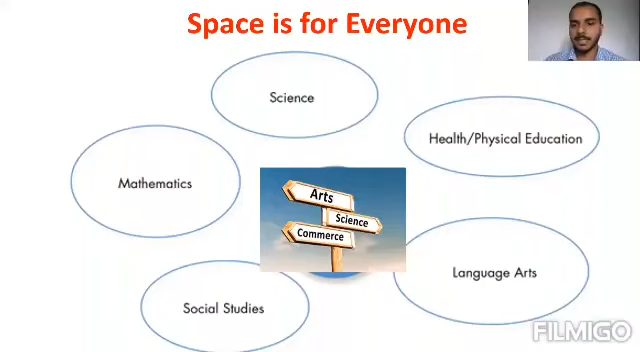 Space is for Everyone
Science
Health/Physical Education
Mathematics
Arts
Science
Commerce
Language Arts
Social Studies
FILMIGO